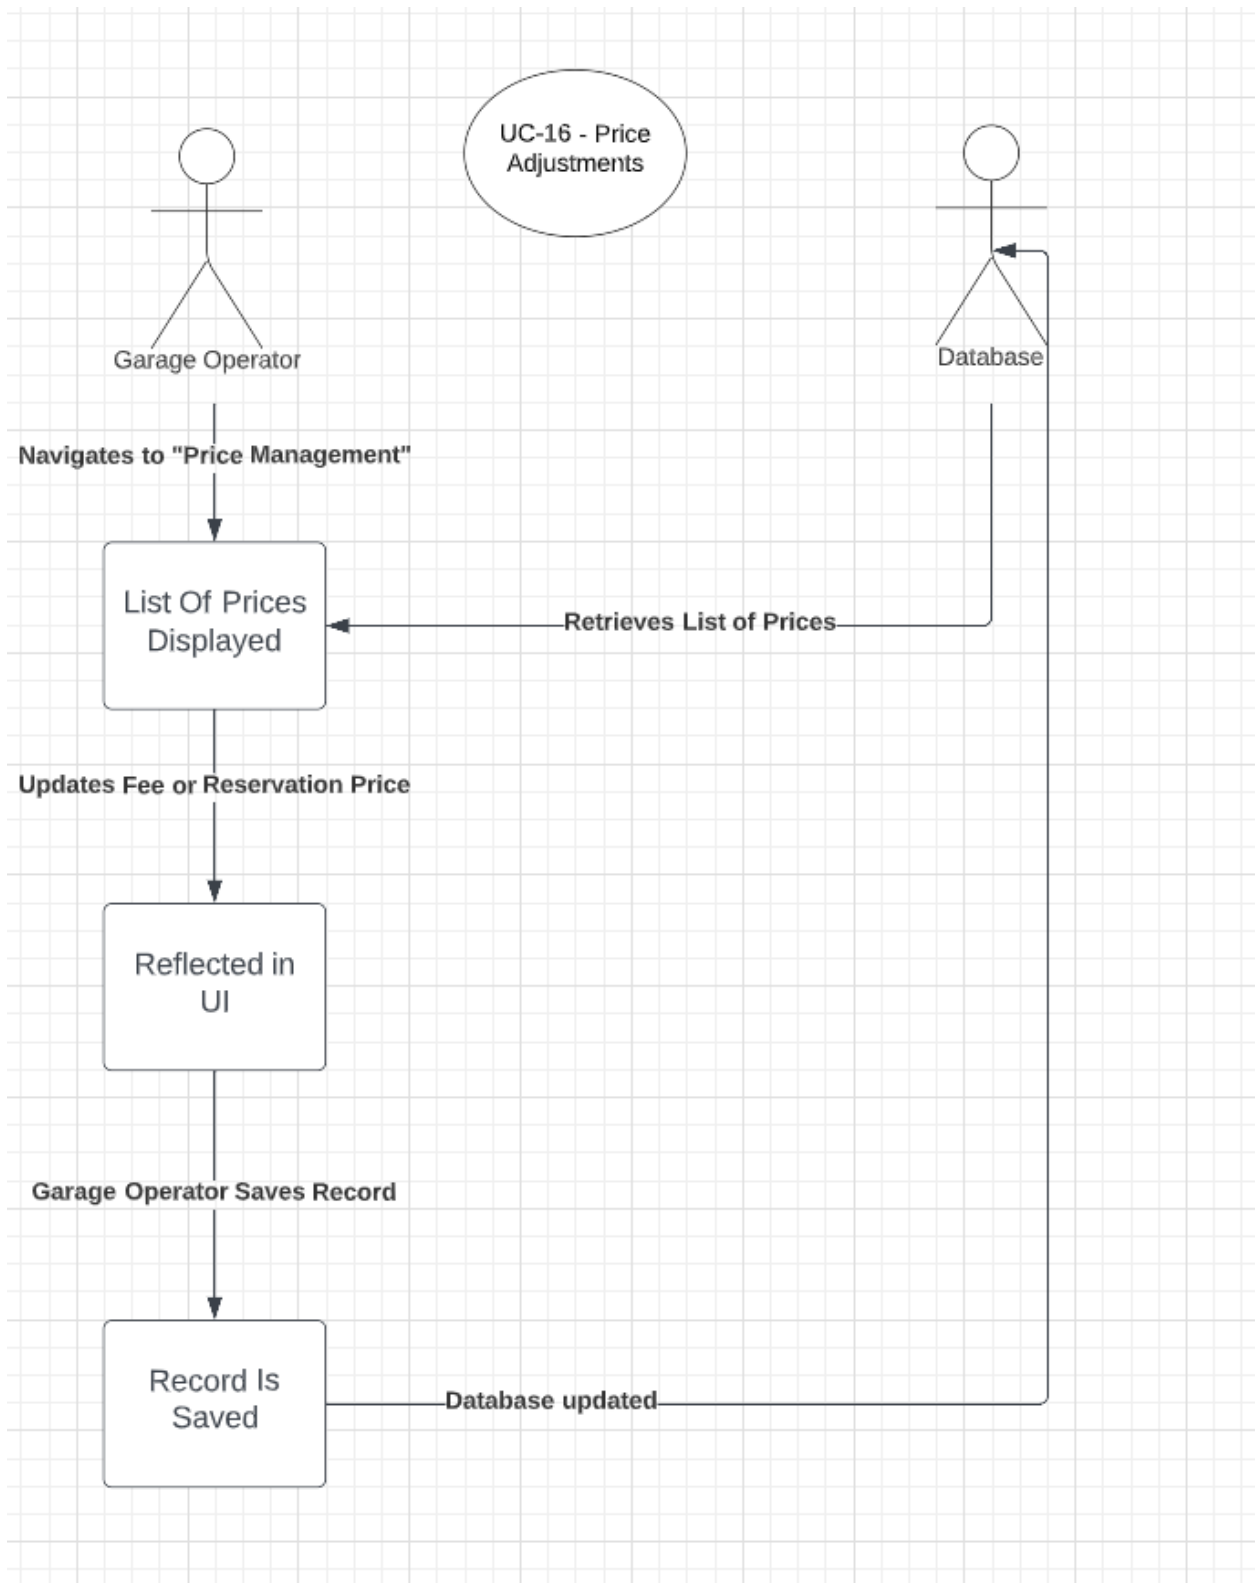 UC-16 - Price
Adjustments
Garage Operator
Database
Navigates to "Price Management"
List Of Prices
Displayed
Retrieves List of Prices
Updates Fee or Reservation Price
Reflected in
UI
Garage Operator Saves Record
Record Is
Saved
Database updated